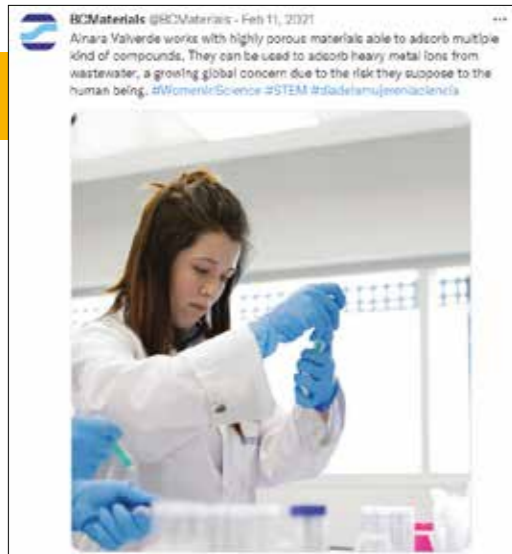 BCMaterials @BCMaterials · Feb 11, 2021
Ainara Valverde works with highly porous materials able to adsorb multiple
kind of compounds. They can be used to adsorb heavy metal ions from
wastewater, a growing global concern due to the risk they suppose to the
human being. #WomenInScience #STEM #diadelamujerenlaciencia